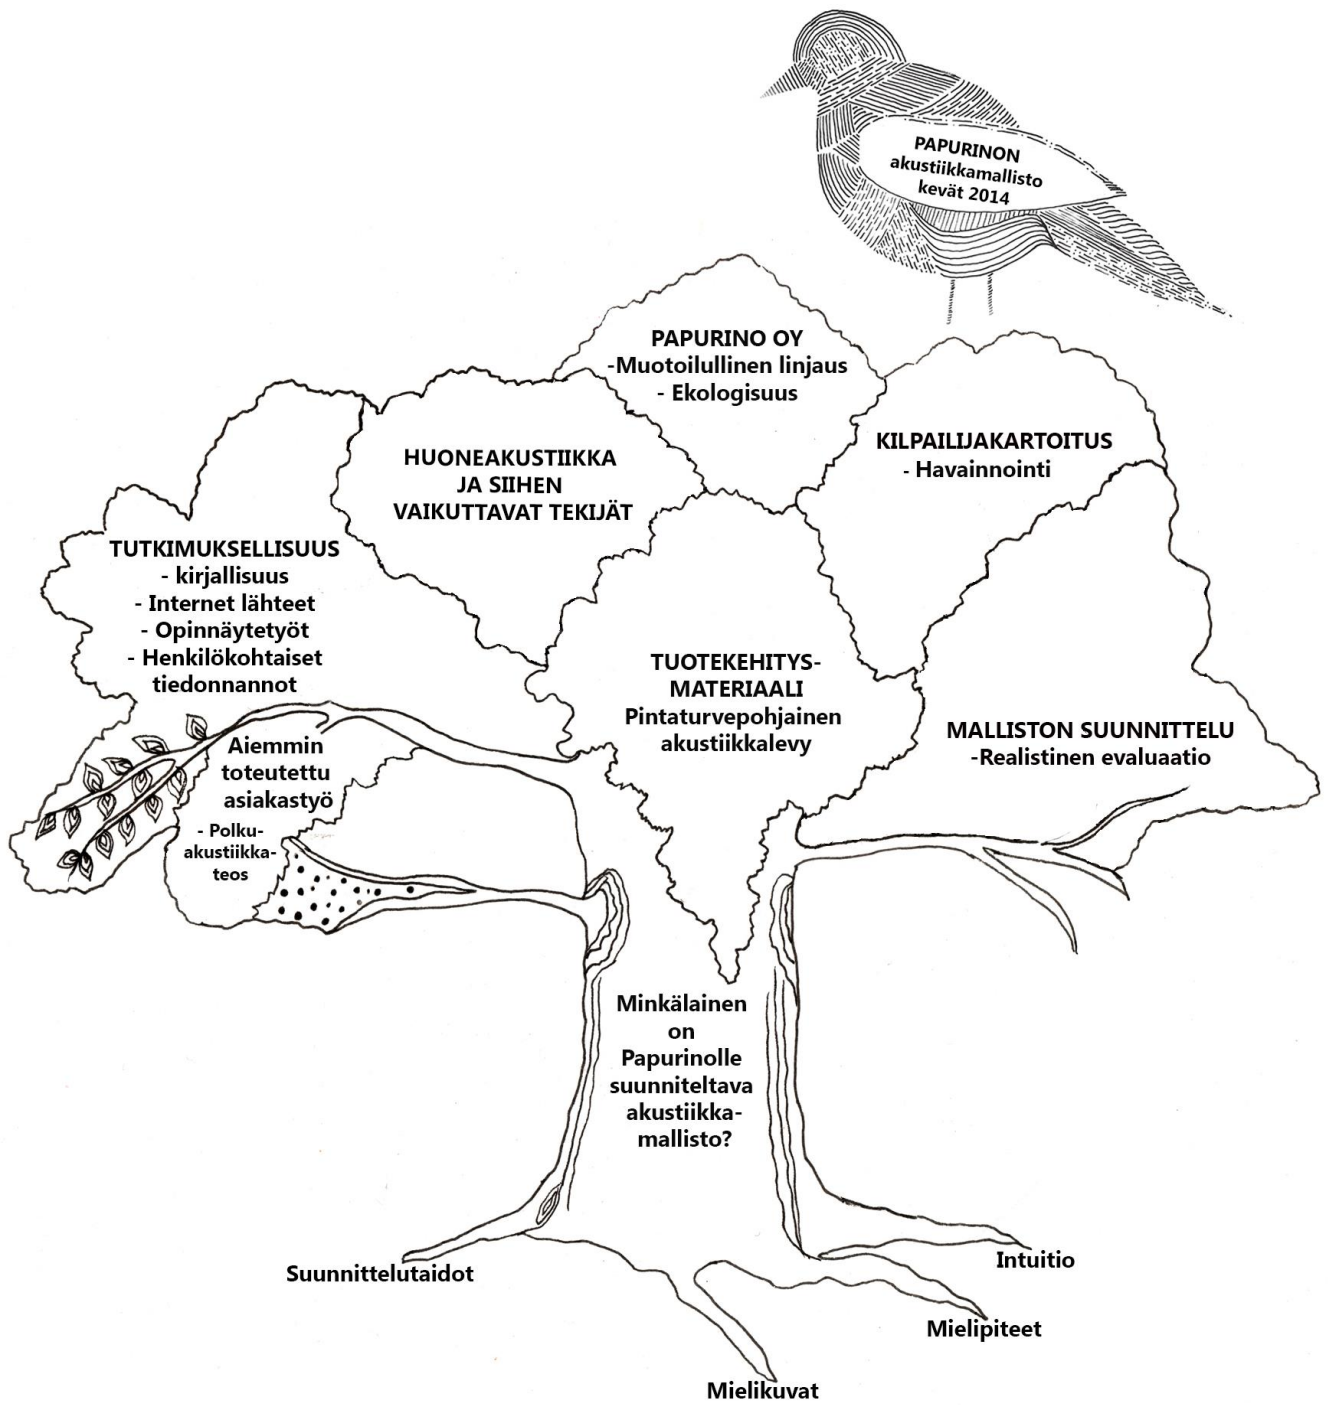 PAPURINON
akustiikkamallisto
kevät 2014
PAPURINO OY
-Muotoilullinen linjaus
- Ekologisuus
KILPAILIJAKARTOITUS
- Havainnointi
HUONEAKUSTIIKKA
JA SIIHEN
VAIKUTTAVAT TEKIJÄT
TUTKIMUKSELLISUUS
- kirjallisuus
- Internet lähteet
- Opinnäytetyöt
- Henkilökohtaiset
tiedonnannot
TUOTEKEHITYS-
MATERIAALI
Pintaturvepohjainen
akustiikkalevy
MALLISTON SUUNNITTELU
-Realistinen evaluaatio
Aiemmin
toteutettu
asiakastyö
- Polku-
akustiikka-
teos
Minkälainen
on
Papurinolle
suunniteltava
akustiikka-
mallisto?
Suunnittelutaidot
Intuitio
Mielipiteet
Mielikuvat